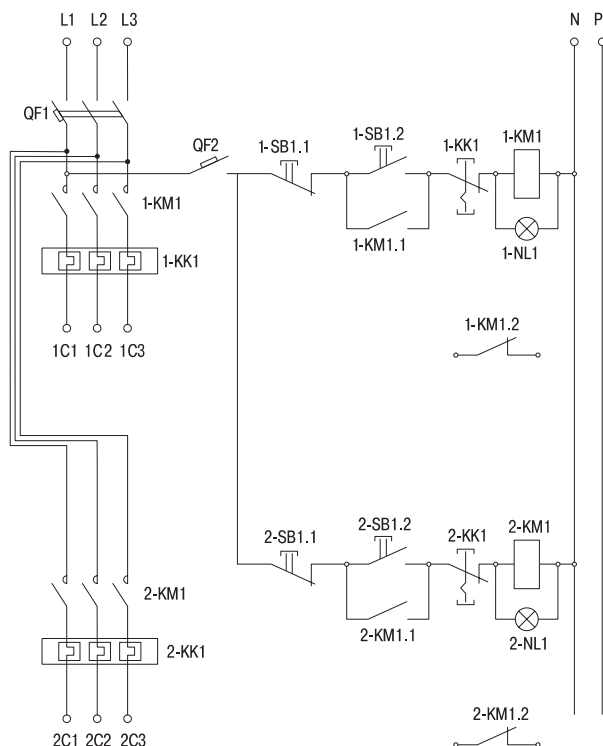 L1 L2 L3 N P
QF1
QF2 1-SB1.1 1-SB1.2 1-KK1 1-KM1
1-KM1
1-KM1.1 1-NL1
1-KK1
1C1 1C2 1C3
1-KM1.2
2-SB1.1 2-SB1.2 2-KK1 2-KM1
2-KM1
2-KM1.1 2-NL1
2-KK1
2C1 2C2 2C3
2-KM1.2